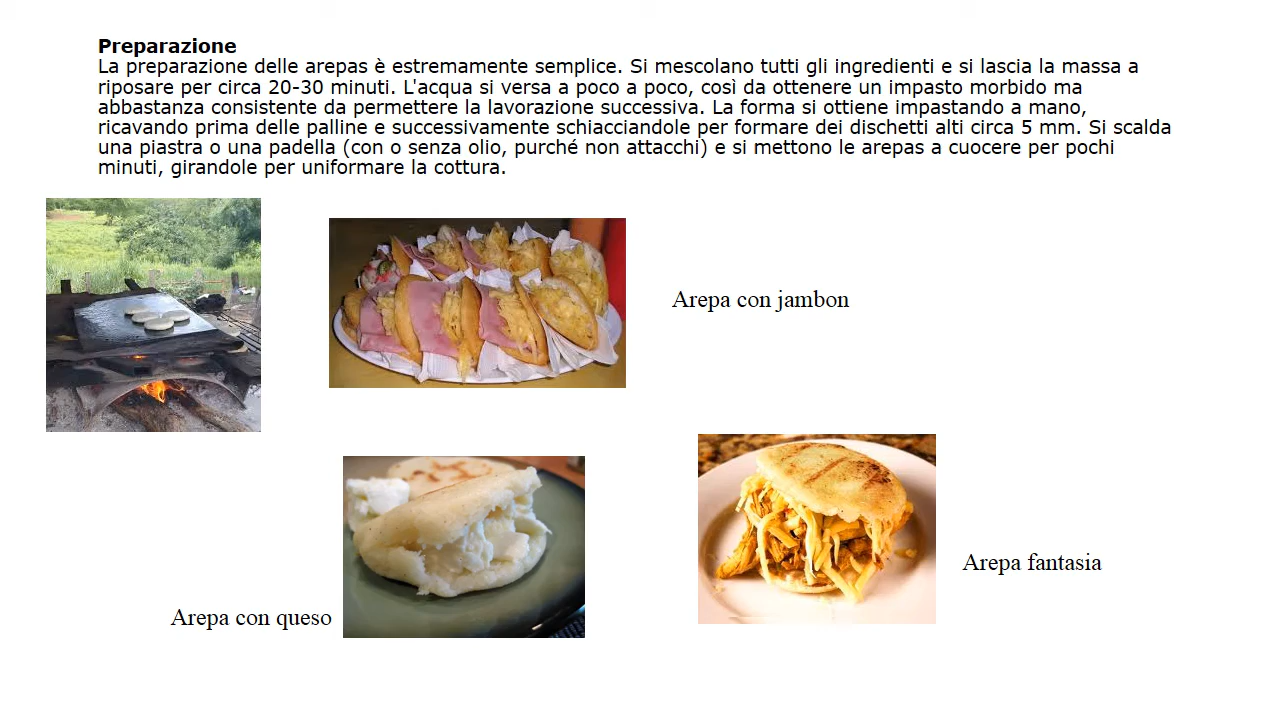 Preparazione
La preparazione delle arepas è estremamente semplice. Si mescolano tutti gli ingredienti e si lascia la massa a
riposare per circa 20-30 minuti. L'acqua si versa a poco a poco, così da ottenere un impasto morbido ma
abbastanza consistente da permettere la lavorazione successiva. La forma si ottiene impastando a mano,
ricavando prima delle palline e successivamente schiacciandole per formare dei dischetti alti circa 5 mm. Si scalda
una piastra o una padella (con o senza olio, purché non attacchi) e si mettono le arepas a cuocere per pochi
minuti, girandole per uniformare la cottura.
Arepa con jambon
Arepa fantasia
Arepa con queso